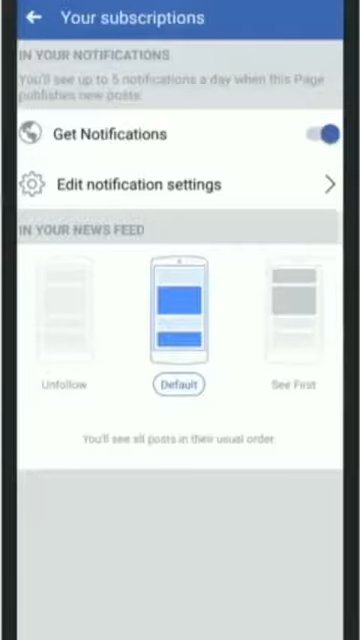 Your subscriptions
IN YOUR NOTIFICATIONS
You'll see up to 5 notifications a day when this Page
publishes new posts.
Get Notifications
Edit notification settings
IN YOUR NEWS FEED
Unfollow
Default
See First
You'll see all posts in their usual order.